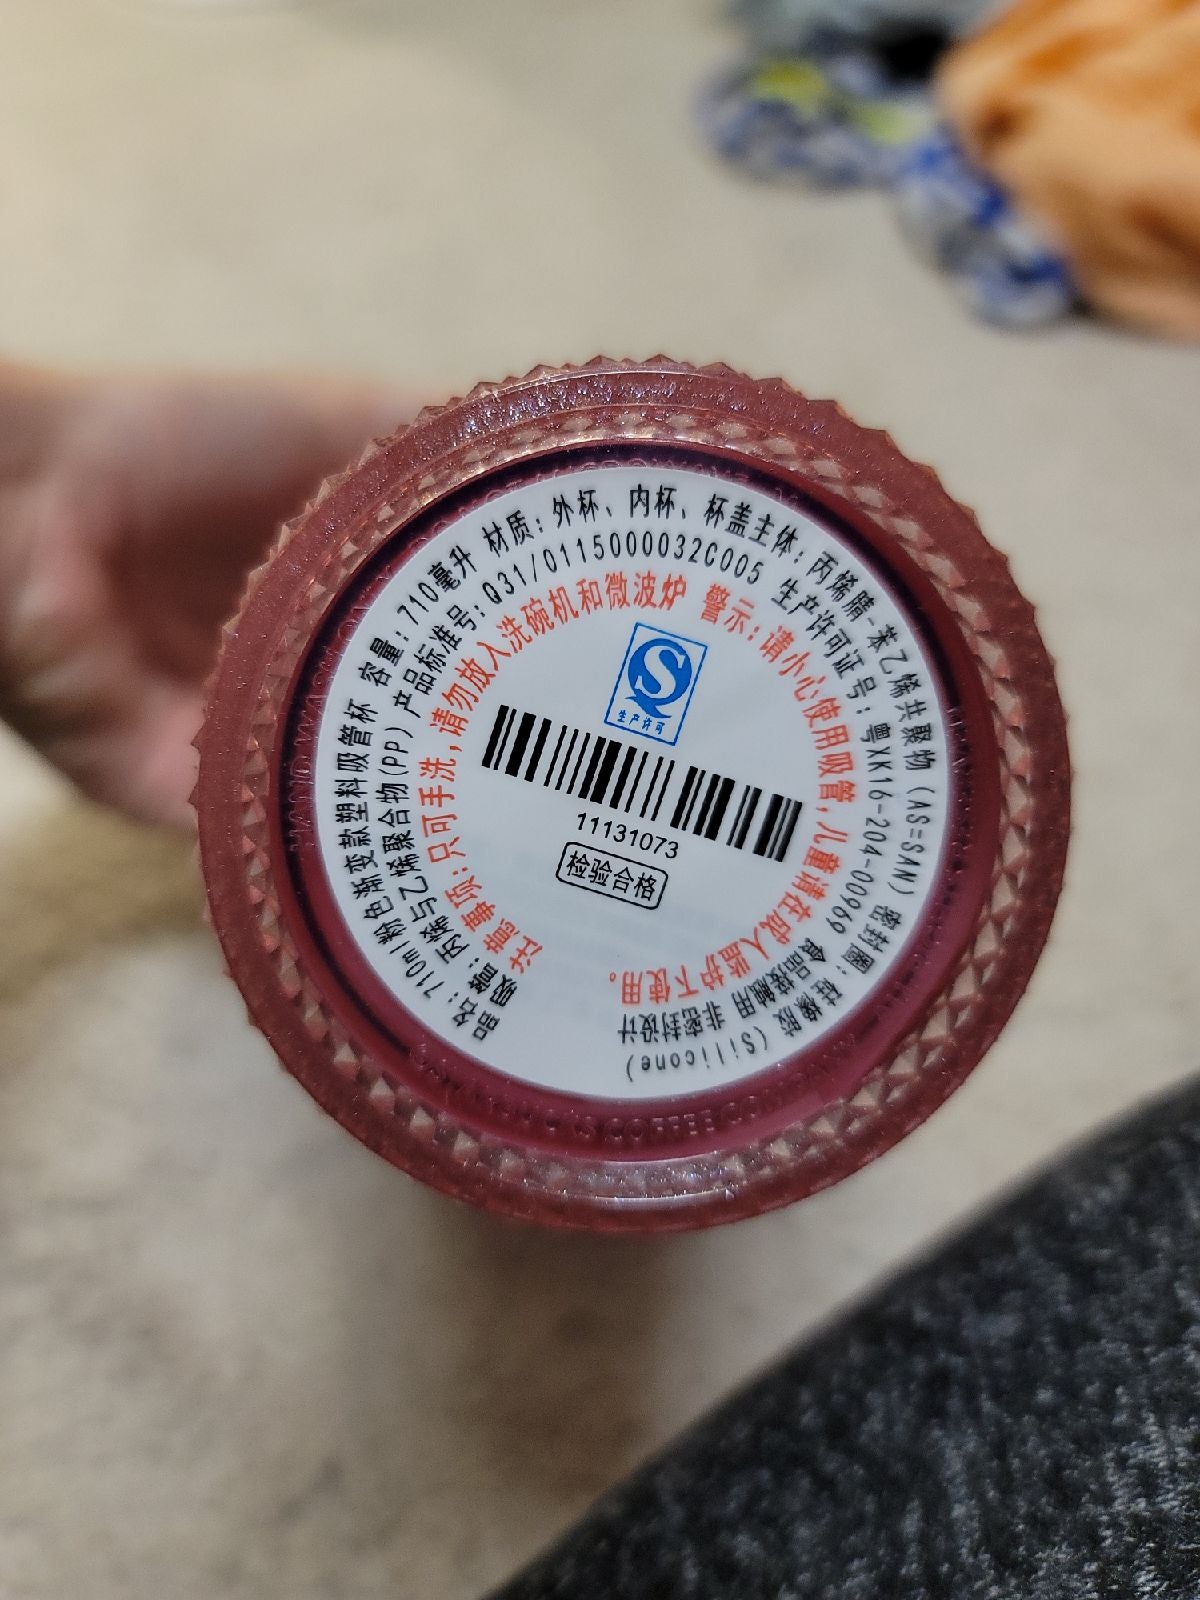 品名：710ml粉色渐变款塑料吸管杯 容量：710毫升 材质：外杯、内杯、杯盖主体：丙烯腈-苯乙烯共聚物（AS=SAN）密封圈：硅橡胶（Silicone）
吸管：丙烯与乙烯聚合物(PP) 产品标准号：Q31/0115000032C005 生产许可证号：粤XK16-204-00969 食品接触用 非密封设计
注意事项：只可手洗，请勿放入洗碗机和微波炉 警示：请小心使用吸管，儿童请在成人监护下使用。
S
生产许可
11131073
检验合格
HAND WASH ONLY
COFFEE